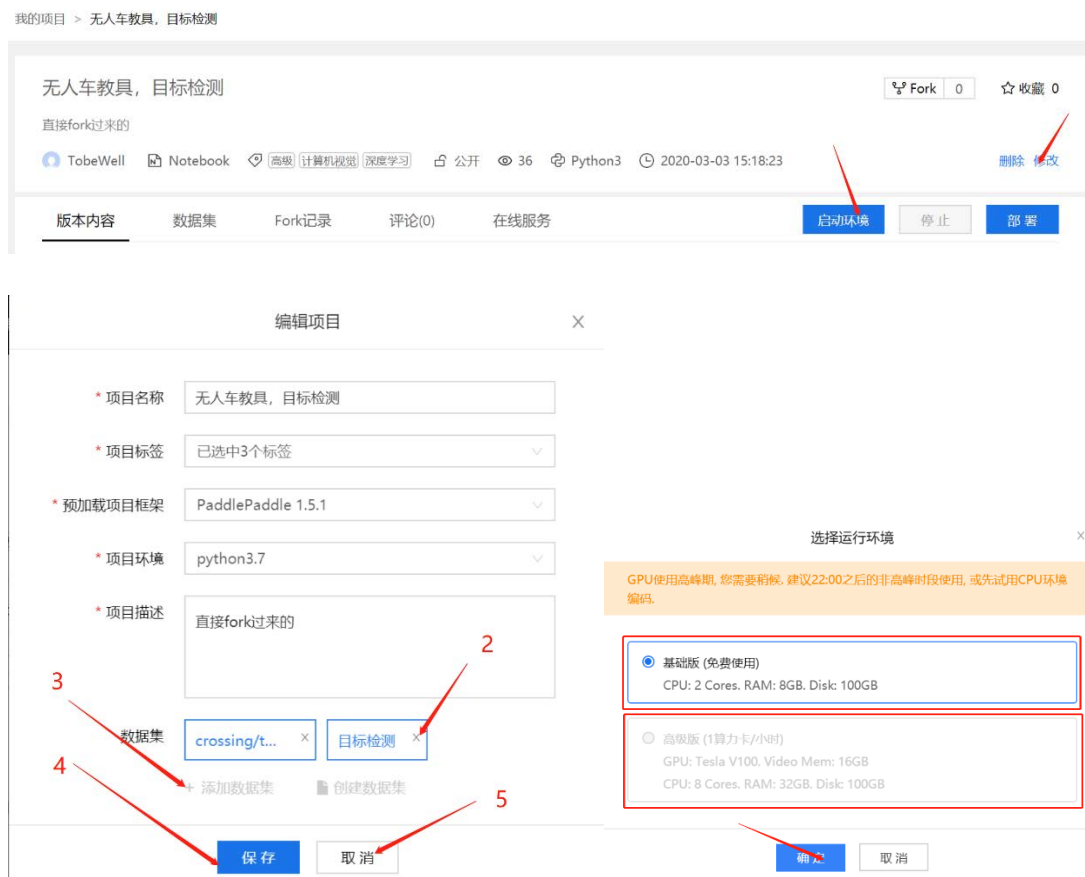 我的项目 > 无人车教具，目标检测
无人车教具，目标检测
Fork 0 收藏 0
直接fork过来的
TobeWell Notebook 高级 计算机视觉 深度学习 公开 36 Python3 2020-03-03 15:18:23 删除 修改
版本内容 数据集 Fork记录 评论(0) 在线服务 启动环境 停止 部署
编辑项目
* 项目名称 无人车教具，目标检测
* 项目标签 已选中3个标签
* 预加载项目框架 PaddlePaddle 1.5.1
* 项目环境 python3.7
* 项目描述 直接fork过来的
2
3
数据集 crossing/t... × 目标检测 ×
4
+ 添加数据集 创建数据集
5
保存 取消
选择运行环境
GPU使用高峰期, 您需要稍候. 建议22:00之后的非高峰时段使用, 或先试用CPU环境
编码.
基础版 (免费使用)
CPU: 2 Cores. RAM: 8GB. Disk: 100GB
高级版 (1算力卡/小时)
GPU: Tesla V100. Video Mem: 16GB
CPU: 8 Cores. RAM: 32GB. Disk: 100GB
确定 取消